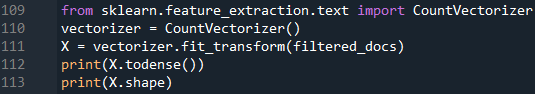 109 from sklearn.feature_extraction.text import CountVectorizer
110 vectorizer = CountVectorizer()
111 X = vectorizer.fit_transform(filtered_docs)
112 print(X.todense())
113 print(X.shape)